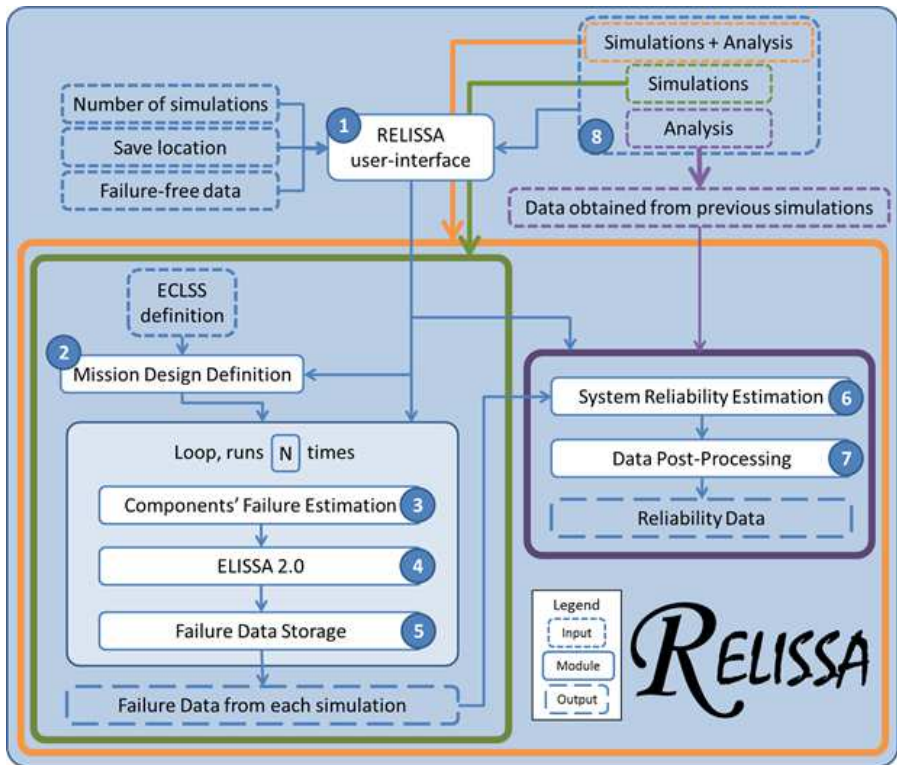 Simulations + Analysis
Simulations
Analysis
8
Number of simulations
Save location
Failure-free data
1
RELISSA
user-interface
Data obtained from previous simulations
ECLSS
definition
2
Mission Design Definition
Loop, runs N times
Components' Failure Estimation
3
ELISSA 2.0
4
Failure Data Storage
5
Failure Data from each simulation
System Reliability Estimation
6
Data Post-Processing
7
Reliability Data
Legend
Input
Module
Output
RELISSA